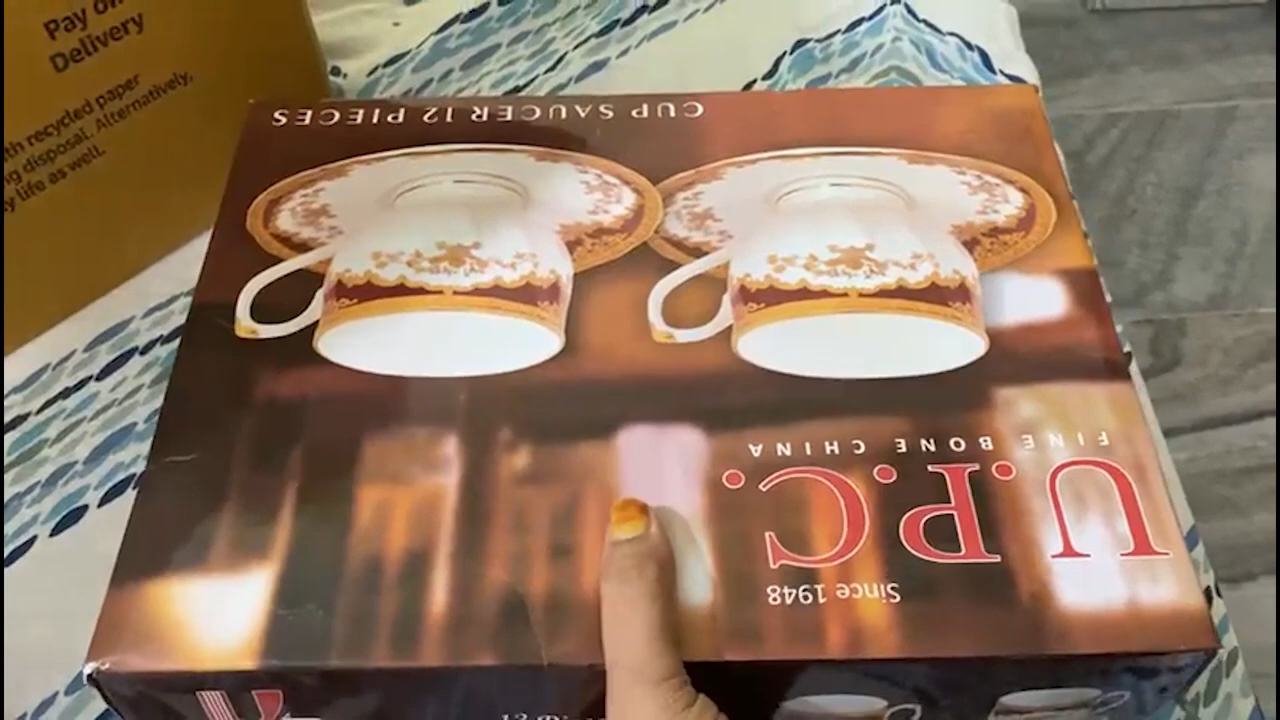 Pay on
Delivery
th recycled paper
ng disposal. Alternatively,
y life as well.
Since 1948
U.P.C.
FINE BONE CHINA
CUP SAUCER 12 PIECES